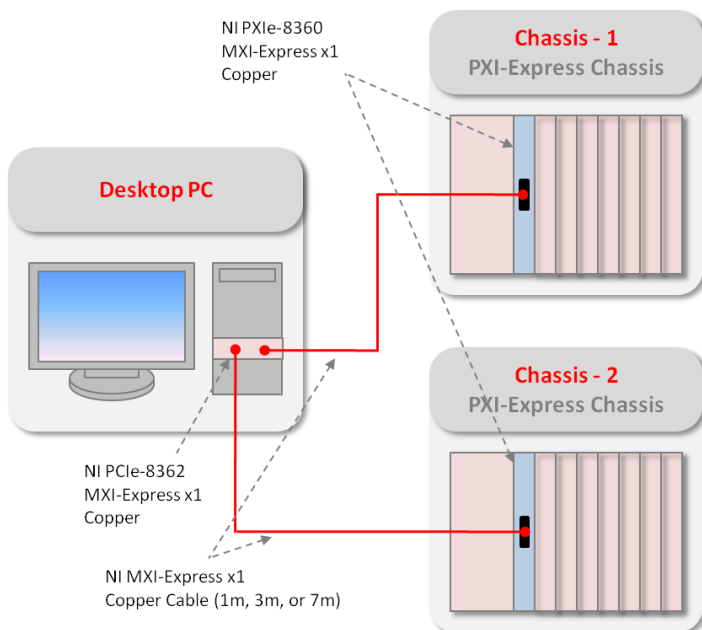 NI PXIe-8360
MXI-Express x1
Copper
Chassis - 1
PXI-Express Chassis
Desktop PC
Chassis - 2
PXI-Express Chassis
NI PCIe-8362
MXI-Express x1
Copper
NI MXI-Express x1
Copper Cable (1m, 3m, or 7m)